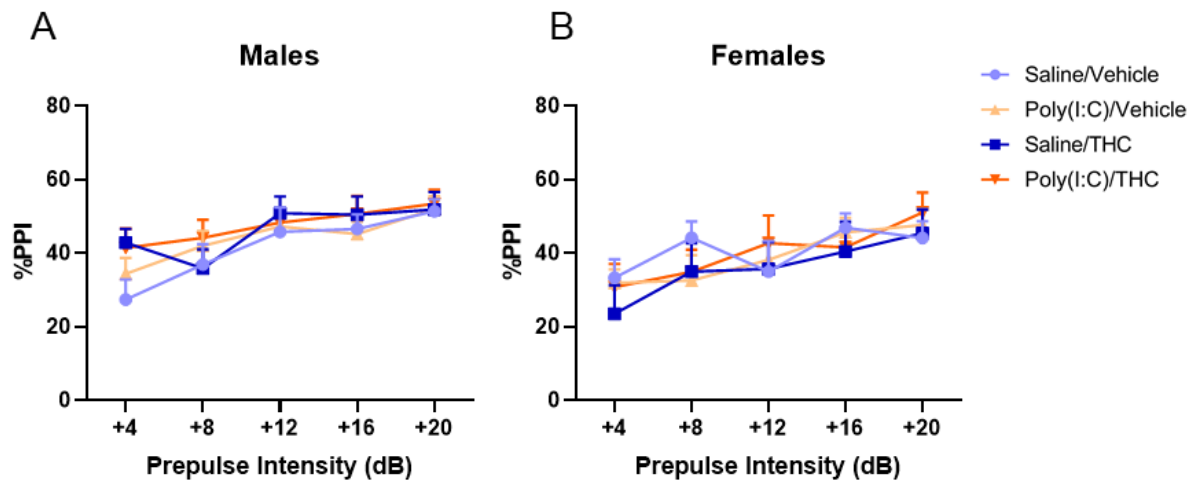 A
Males
%PPI
80
60
40
20
0
+4 +8 +12 +16 +20
Prepulse Intensity (dB)
B
Females
%PPI
80
60
40
20
0
+4 +8 +12 +16 +20
Prepulse Intensity (dB)
Saline/Vehicle
Poly(I:C)/Vehicle
Saline/THC
Poly(I:C)/THC